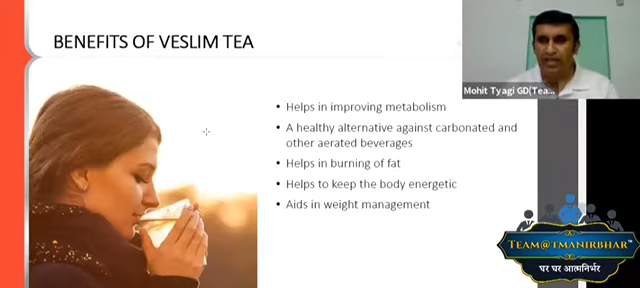 BENEFITS OF VESLIM TEA
Mohit Tyagi GD(Tea...
• Helps in improving metabolism
• A healthy alternative against carbonated and
other aerated beverages
• Helps in burning of fat
• Helps to keep the body energetic
• Aids in weight management
TEAM@TMANIRBHAR™
घर घर आत्मनिर्भर